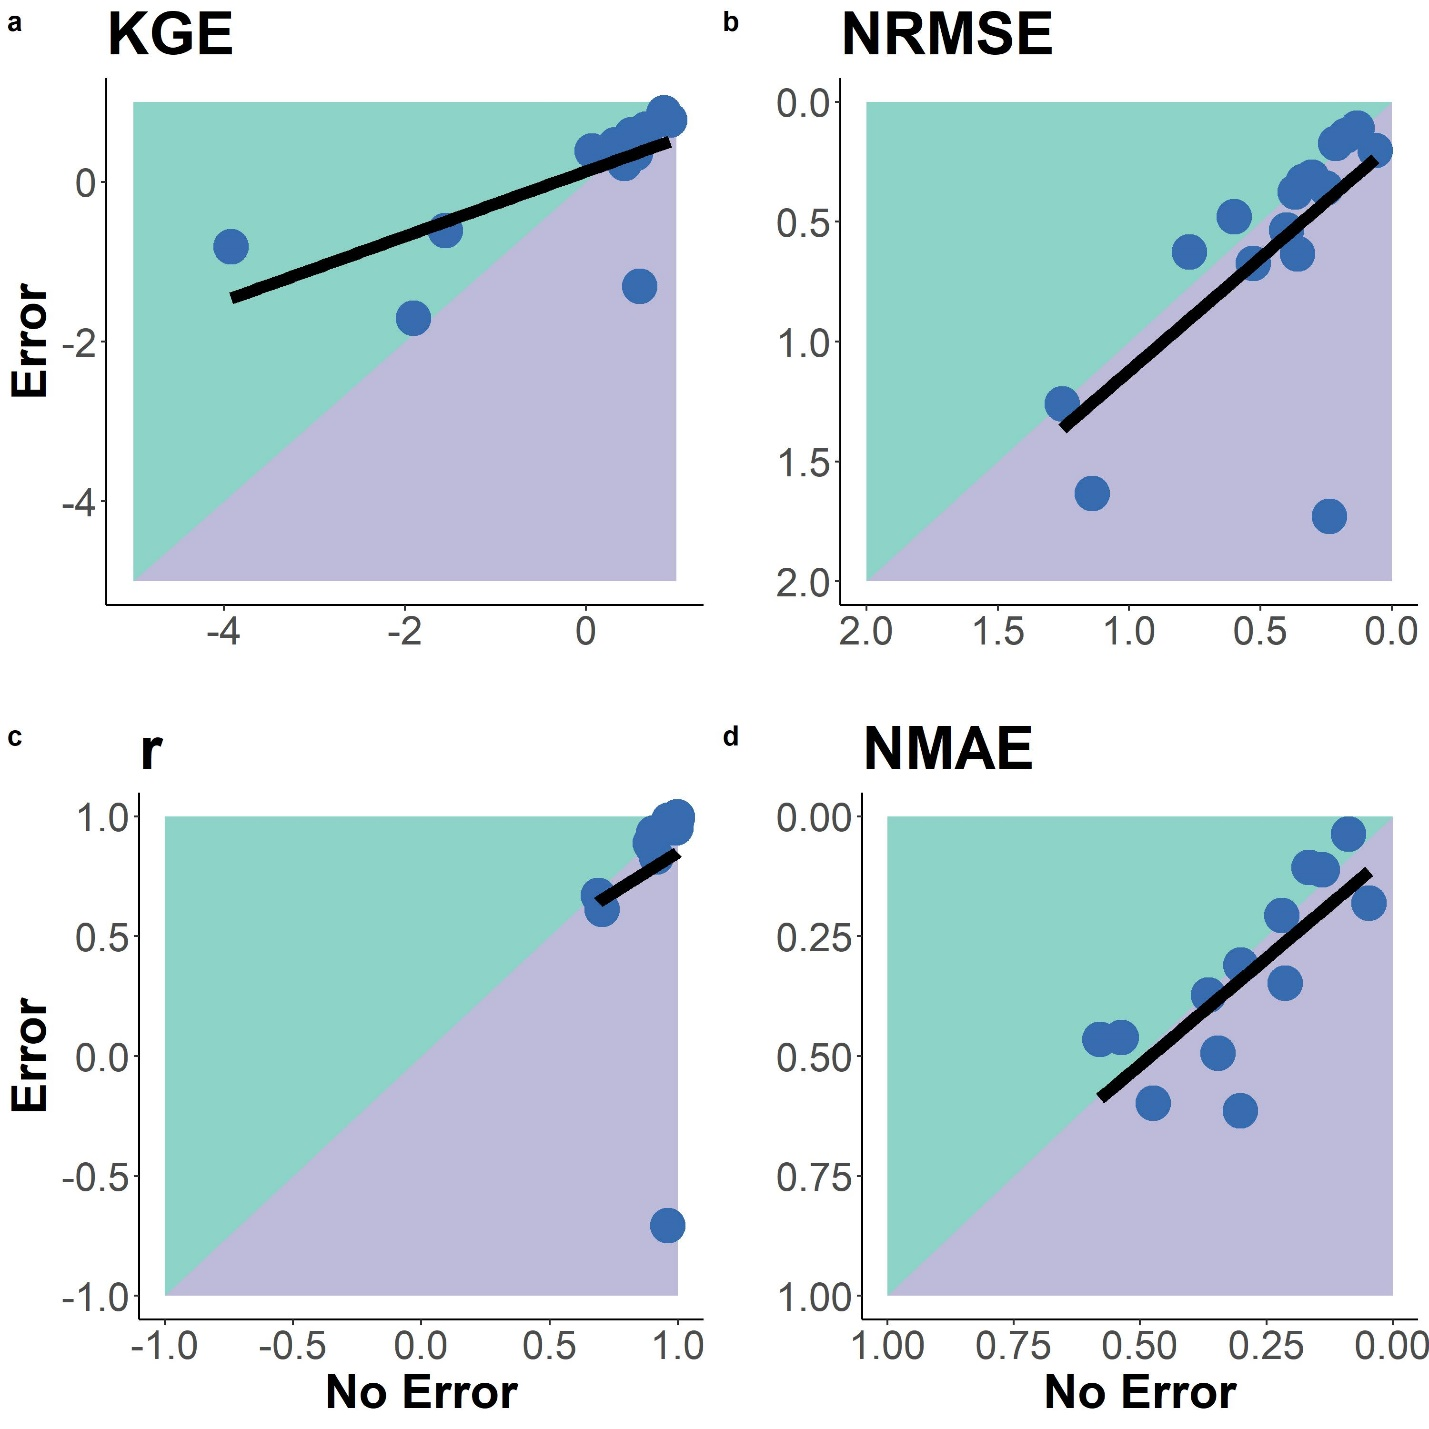 a
KGE
Error
0
-2
-4
-4 -2 0
b
NRMSE
0.0
0.5
1.0
1.5
2.0
2.0 1.5 1.0 0.5 0.0
c
r
Error
1.0
0.5
0.0
-0.5
-1.0
-1.0 -0.5 0.0 0.5 1.0
No Error
d
NMAE
0.00
0.25
0.50
0.75
1.00
1.00 0.75 0.50 0.25 0.00
No Error